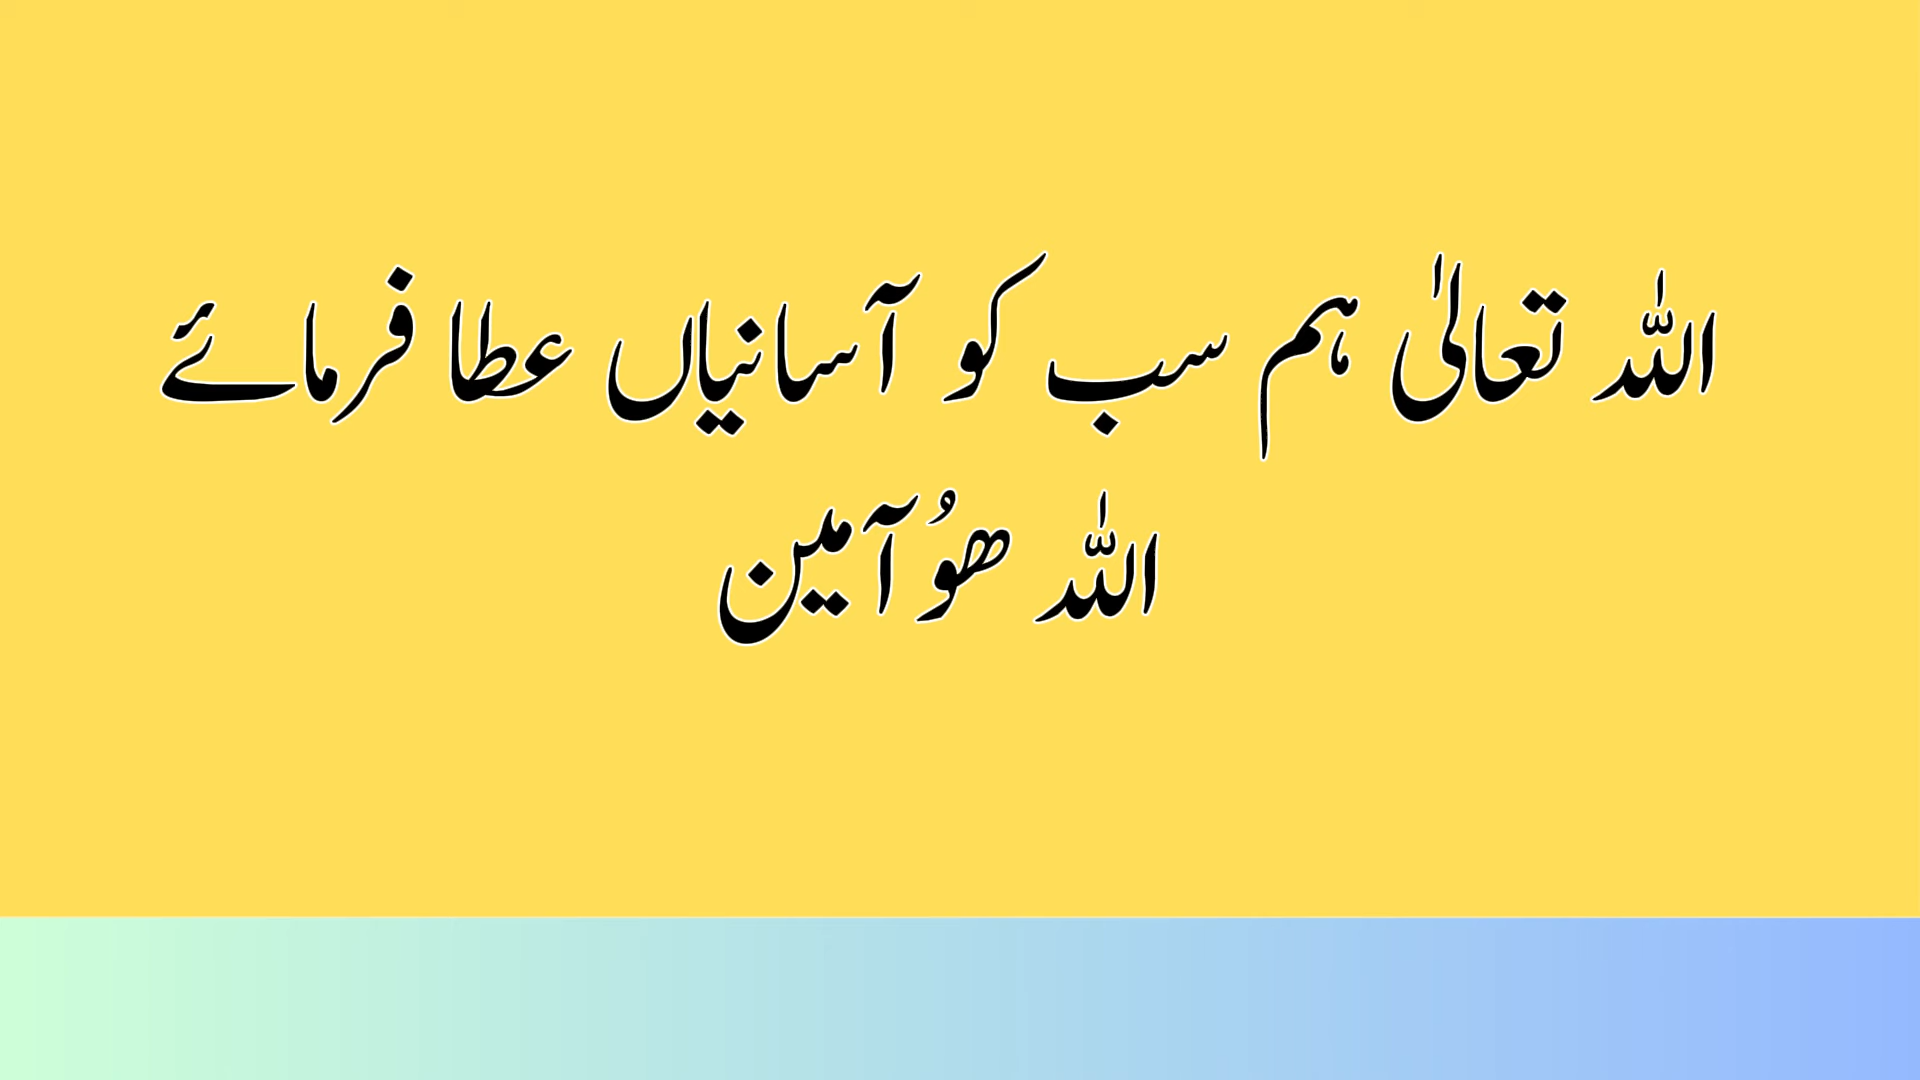 اللہ تعالیٰ ہم سب کو آسانیاں عطا فرمائے
اللہ ھوُ آمین